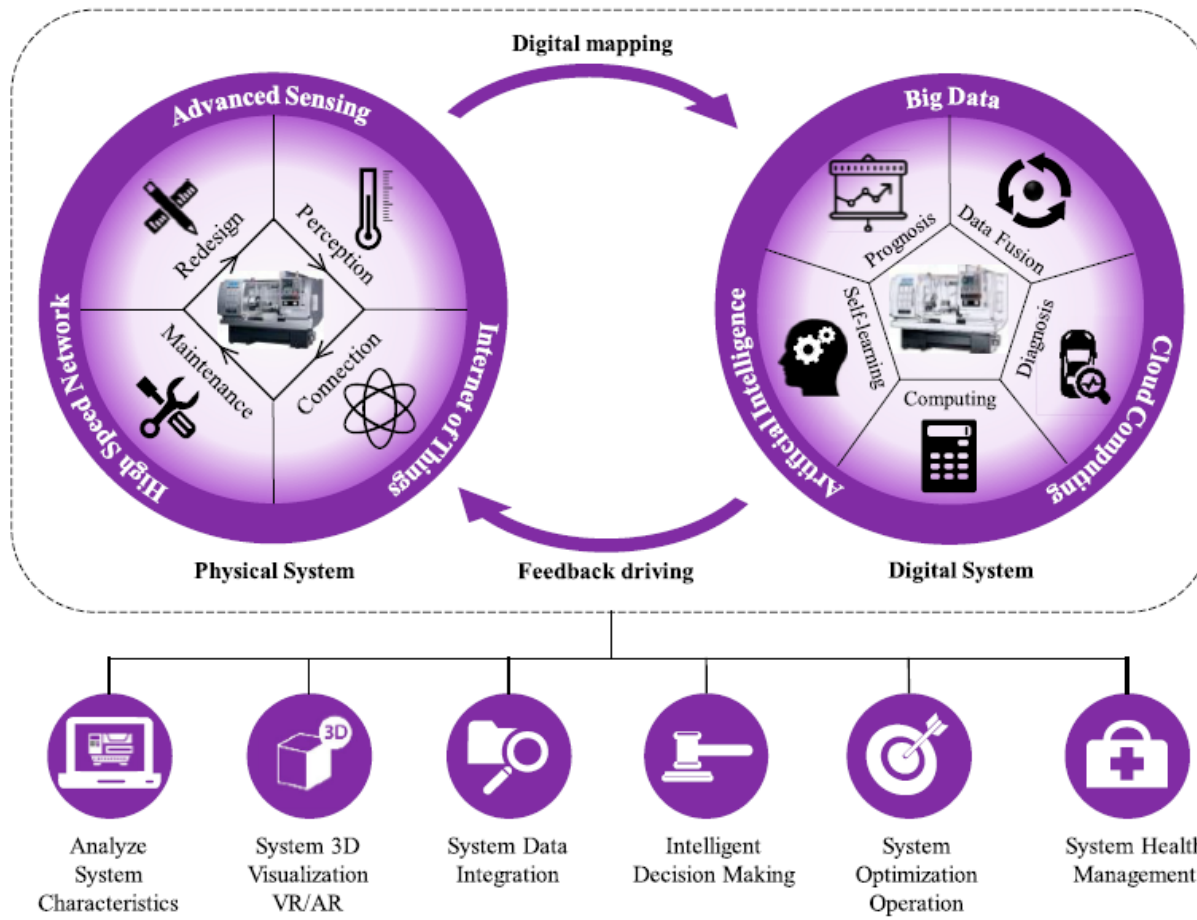 Digital mapping
Advanced Sensing
High Speed Network
Internet of Things
Redesign
Perception
Maintenance
Connection
Big Data
Artificial Intelligence
Cloud Computing
Prognosis
Data Fusion
Self-learning
Diagnosis
Computing
Physical System
Feedback driving
Digital System
3D
Analyze
System
Characteristics
System 3D
Visualization
VR/AR
System Data
Integration
Intelligent
Decision Making
System
Optimization
Operation
System Health
Management